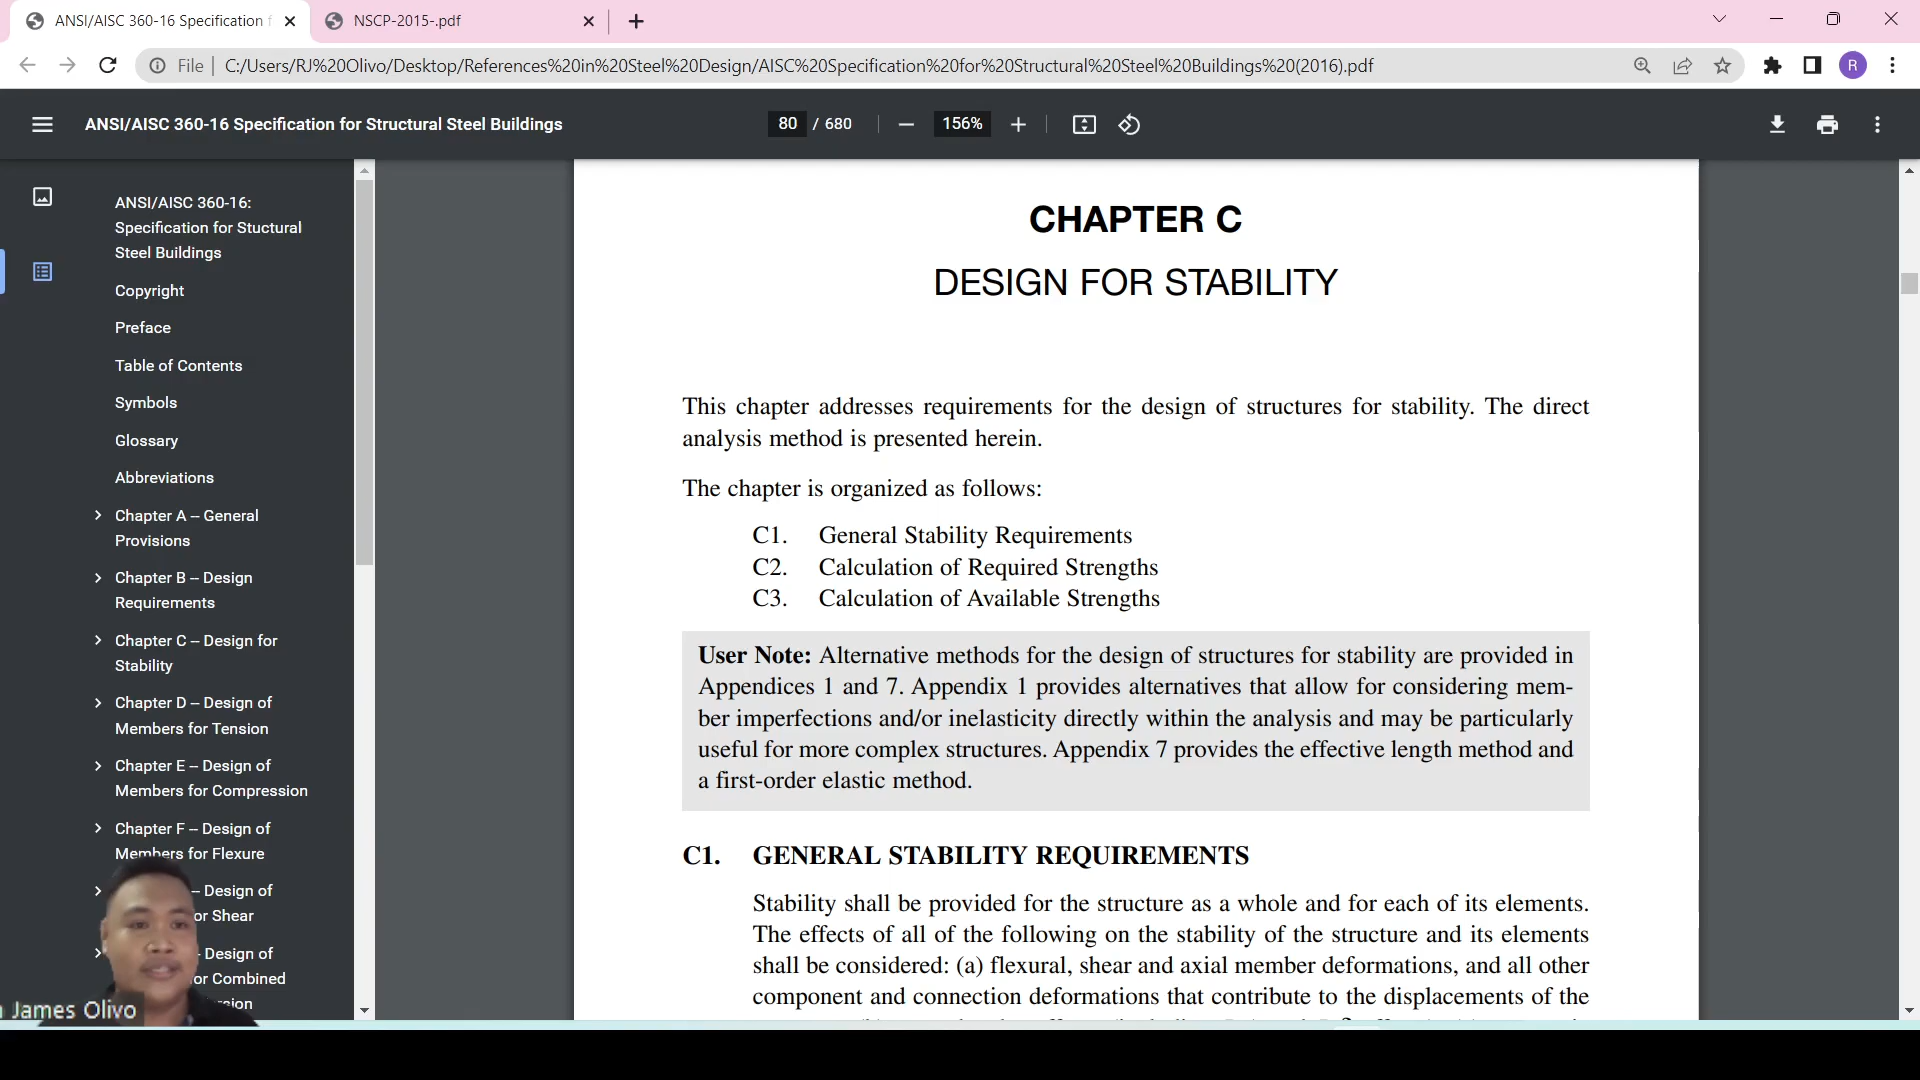 ANSI/AISC 360-16 Specification f
NSCP-2015-.pdf
File | C:/Users/RJ%20Olivo/Desktop/References%20in%20Steel%20Design/AISC%20Specification%20for%20Structural%20Steel%20Buildings%20(2016).pdf
R
ANSI/AISC 360-16 Specification for Structural Steel Buildings
80 / 680
156%
ANSI/AISC 360-16:
Specification for Stuctural
Steel Buildings
Copyright
Preface
Table of Contents
Symbols
Glossary
Abbreviations
Chapter A – General
Provisions
Chapter B – Design
Requirements
Chapter C – Design for
Stability
Chapter D – Design of
Members for Tension
Chapter E – Design of
Members for Compression
Chapter F – Design of
Members for Flexure
– Design of
or Shear
Design of
or Combined
James Olivo
CHAPTER C
DESIGN FOR STABILITY
This chapter addresses requirements for the design of structures for stability. The direct
analysis method is presented herein.
The chapter is organized as follows:
C1. General Stability Requirements
C2. Calculation of Required Strengths
C3. Calculation of Available Strengths
User Note: Alternative methods for the design of structures for stability are provided in
Appendices 1 and 7. Appendix 1 provides alternatives that allow for considering mem-
ber imperfections and/or inelasticity directly within the analysis and may be particularly
useful for more complex structures. Appendix 7 provides the effective length method and
a first-order elastic method.
C1. GENERAL STABILITY REQUIREMENTS
Stability shall be provided for the structure as a whole and for each of its elements.
The effects of all of the following on the stability of the structure and its elements
shall be considered: (a) flexural, shear and axial member deformations, and all other
component and connection deformations that contribute to the displacements of the